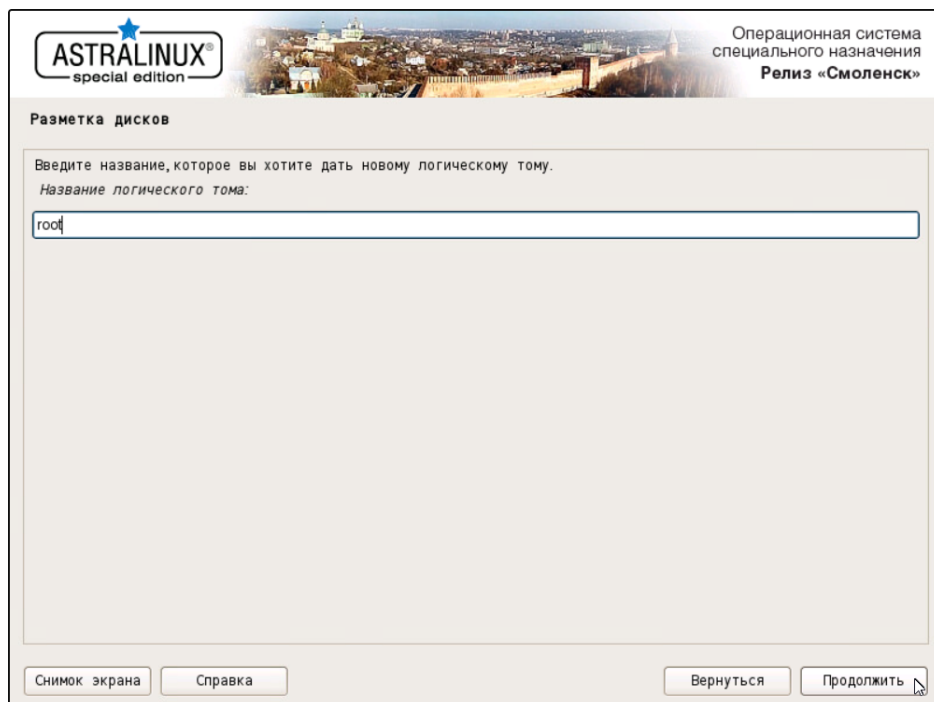 ASTRALINUX®
special edition
Операционная система
специального назначения
Релиз «Смоленск»
Разметка дисков
Введите название, которое вы хотите дать новому логическому тому.
Название логического тома:
root
Снимок экрана
Справка
Вернуться
Продолжить